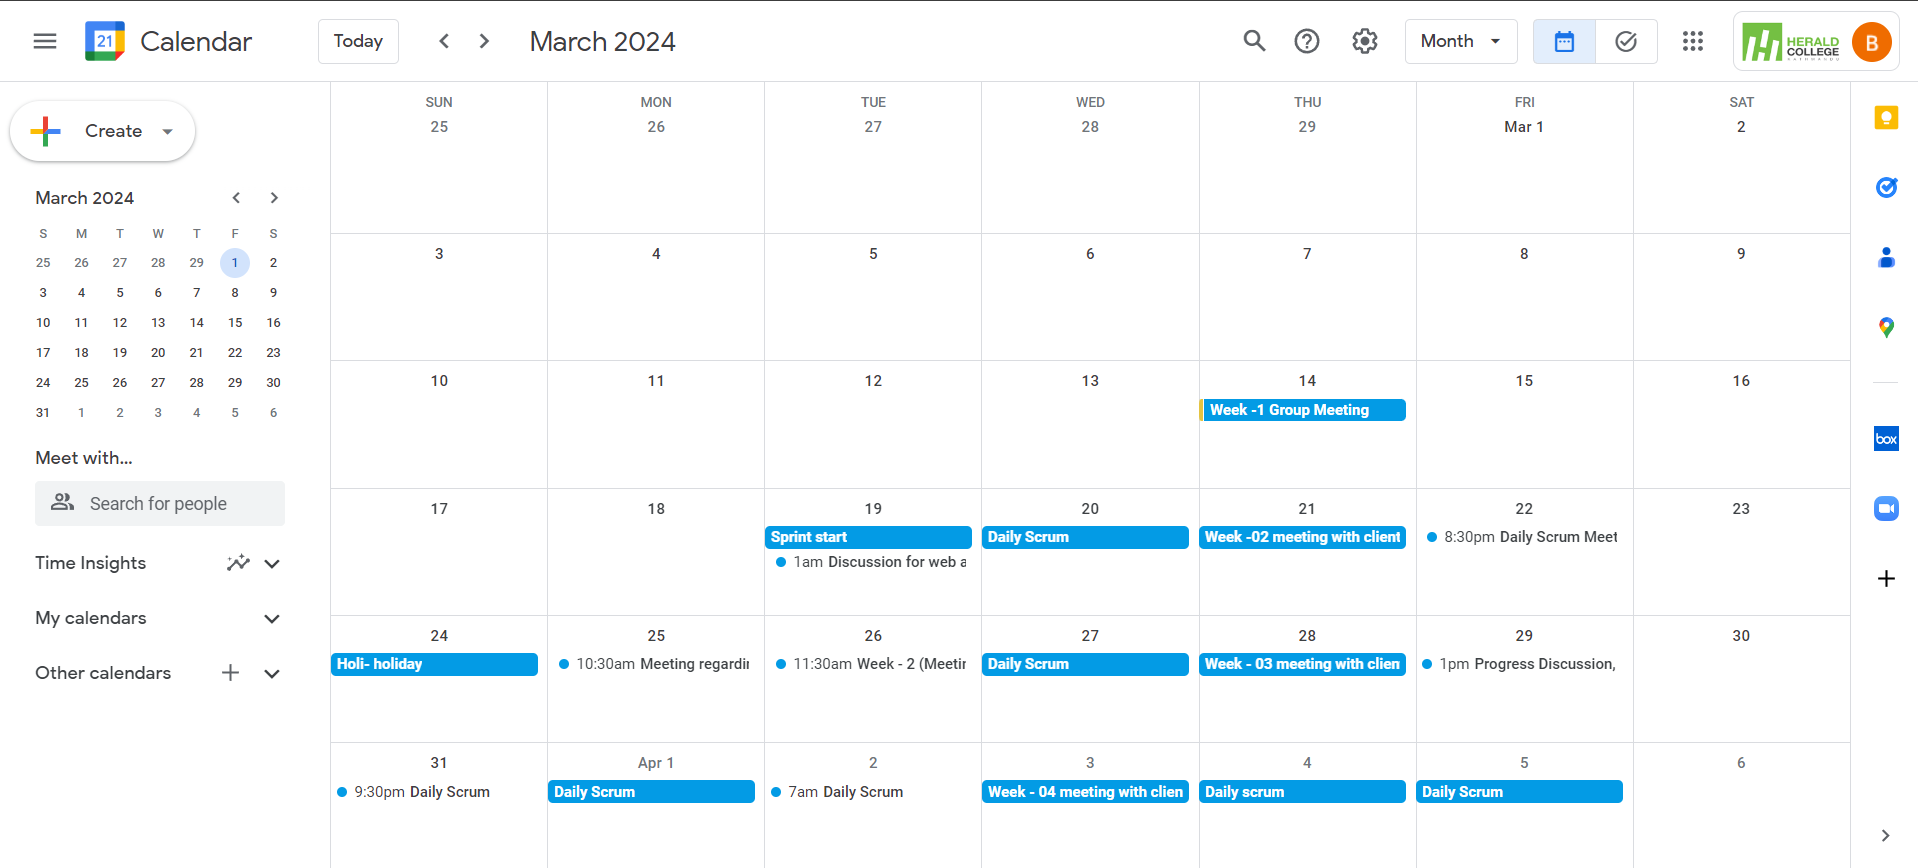 21 Calendar Today March 2024 Month HERALD COLLEGE KATHMANDU B
Create
March 2024
S M T W T F S
25 26 27 28 29 1 2
3 4 5 6 7 8 9
10 11 12 13 14 15 16
17 18 19 20 21 22 23
24 25 26 27 28 29 30
31 1 2 3 4 5 6
Meet with...
Search for people
Time Insights
My calendars
Other calendars
SUN MON TUE WED THU FRI SAT
25 26 27 28 29 Mar 1 2
3 4 5 6 7 8 9
10 11 12 13 14 15 16
Week -1 Group Meeting
17 18 19 20 21 22 23
Sprint start Daily Scrum Week -02 meeting with client 8:30pm Daily Scrum Meet
1am Discussion for web a
24 25 26 27 28 29 30
Holi- holiday 10:30am Meeting regardin 11:30am Week - 2 (Meetin Daily Scrum Week - 03 meeting with clien 1pm Progress Discussion,
31 Apr 1 2 3 4 5 6
9:30pm Daily Scrum Daily Scrum 7am Daily Scrum Week - 04 meeting with clien Daily scrum Daily Scrum
box